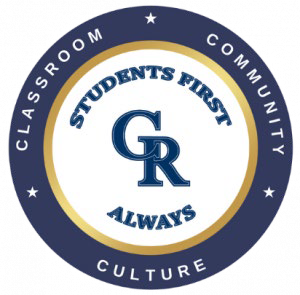 CLASSROOM
COMMUNITY
CULTURE
STUDENTS FIRST
GR
ALWAYS